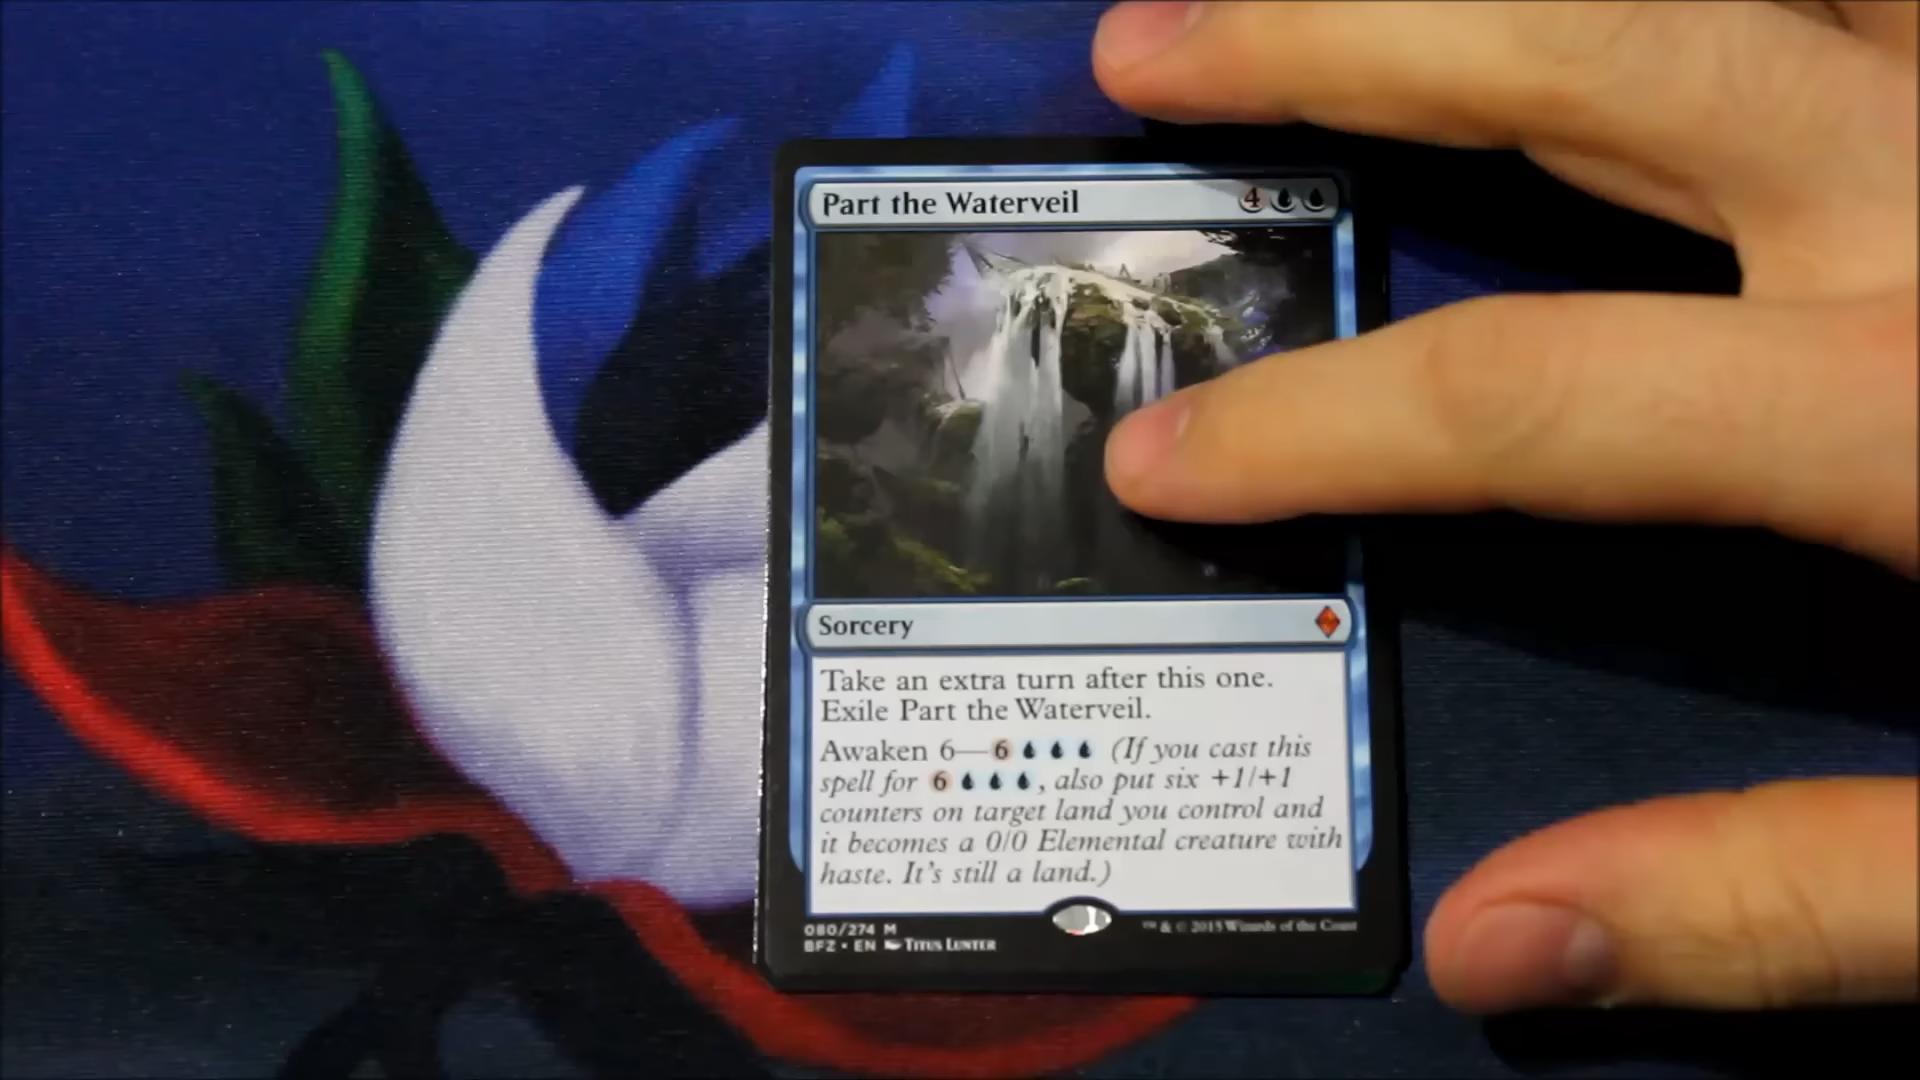 Part the Waterveil 4
Sorcery
Take an extra turn after this one.
Exile Part the Waterveil.
Awaken 6—6 (If you cast this
spell for 6, also put six +1/+1
counters on target land you control and
it becomes a 0/0 Elemental creature with
haste. It's still a land.)
080/274 M
BFZ • EN Titus Lunter
™ & © 2015 Wizards of the Coast